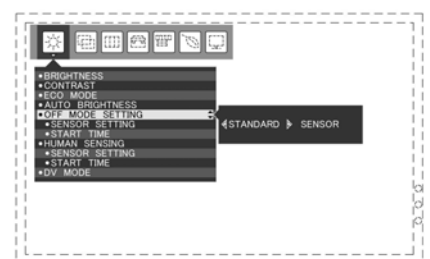 •BRIGHTNESS
•CONTRAST
•ECO MODE
•AUTO BRIGHTNESS
•OFF MODE SETTING STANDARD SENSOR
•SENSOR SETTING
•START TIME
•HUMAN SENSING
•SENSOR SETTING
•START TIME
•DV MODE